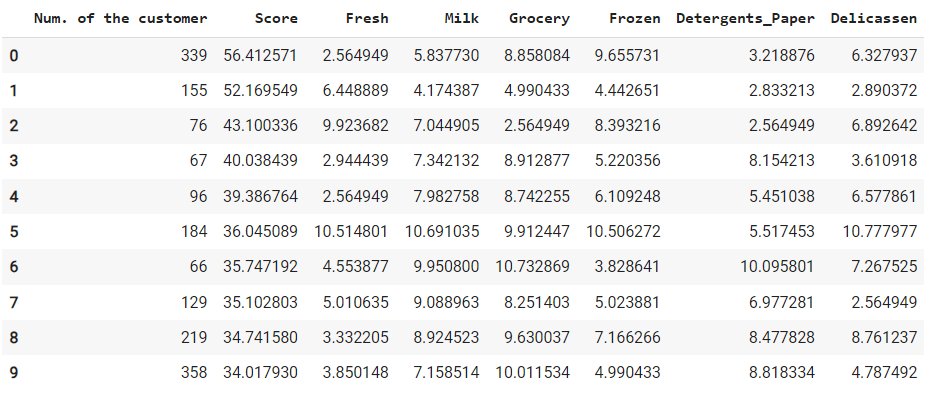 Num. of the customer Score Fresh Milk Grocery Frozen Detergents_Paper Delicassen
0 339 56.412571 2.564949 5.837730 8.858084 9.655731 3.218876 6.327937
1 155 52.169549 6.448889 4.174387 4.990433 4.442651 2.833213 2.890372
2 76 43.100336 9.923682 7.044905 2.564949 8.393216 2.564949 6.892642
3 67 40.038439 2.944439 7.342132 8.912877 5.220356 8.154213 3.610918
4 96 39.386764 2.564949 7.982758 8.742255 6.109248 5.451038 6.577861
5 184 36.045089 10.514801 10.691035 9.912447 10.506272 5.517453 10.777977
6 66 35.747192 4.553877 9.950800 10.732869 3.828641 10.095801 7.267525
7 129 35.102803 5.010635 9.088963 8.251403 5.023881 6.977281 2.564949
8 219 34.741580 3.332205 8.924523 9.630037 7.166266 8.477828 8.761237
9 358 34.017930 3.850148 7.158514 10.011534 4.990433 8.818334 4.787492